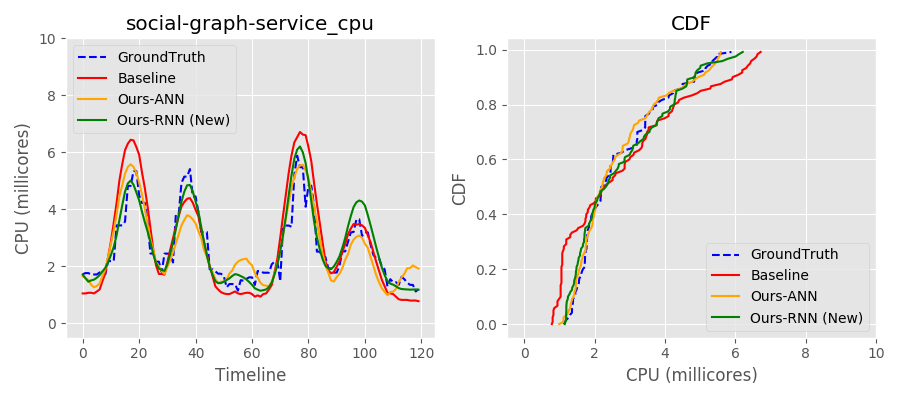 social-graph-service_cpu
10
8
6
4
2
0
CPU (millicores)
GroundTruth
Baseline
Ours-ANN
Ours-RNN (New)
0 20 40 60 80 100 120
Timeline
CDF
1.0
0.8
0.6
0.4
0.2
0.0
CDF
GroundTruth
Baseline
Ours-ANN
Ours-RNN (New)
0 2 4 6 8 10
CPU (millicores)